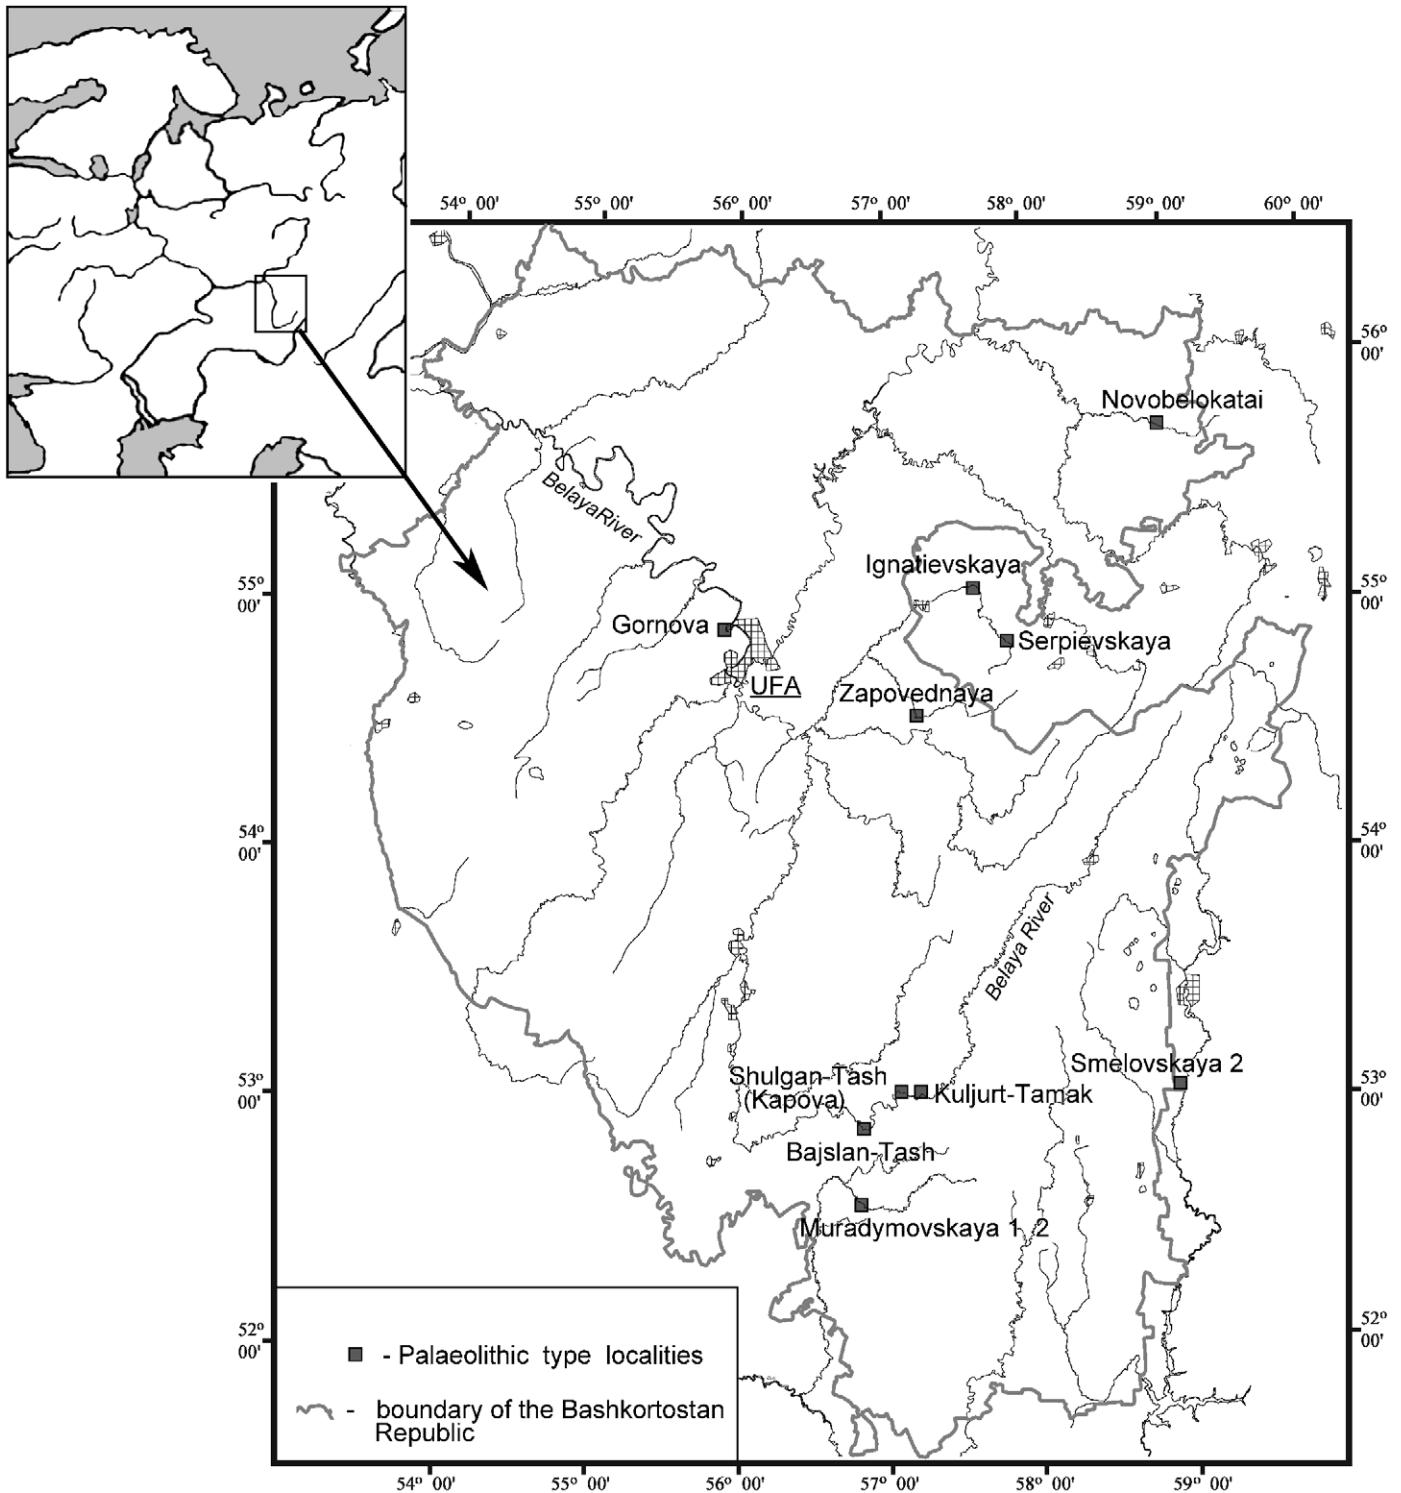 54° 00'
55° 00'
56° 00'
57° 00'
58° 00'
59° 00'
60° 00'
56°
00'
Novobelokatai
BelayaRiver
Ignatievskaya
55°
00'
55°
00'
Gornova
Serpievskaya
UFA
Zapovednaya
54°
00'
54°
00'
Belaya River
Smelovskaya 2
Shulgan-Tash
(Kapova)
Kuljurt-Tamak
53°
00'
53°
00'
Bajslan-Tash
Muradymovskaya 1, 2
52°
00'
52°
00'
- Palaeolithic type localities
- boundary of the Bashkortostan
Republic
54° 00'
55° 00'
56° 00'
57° 00'
58° 00'
59° 00'